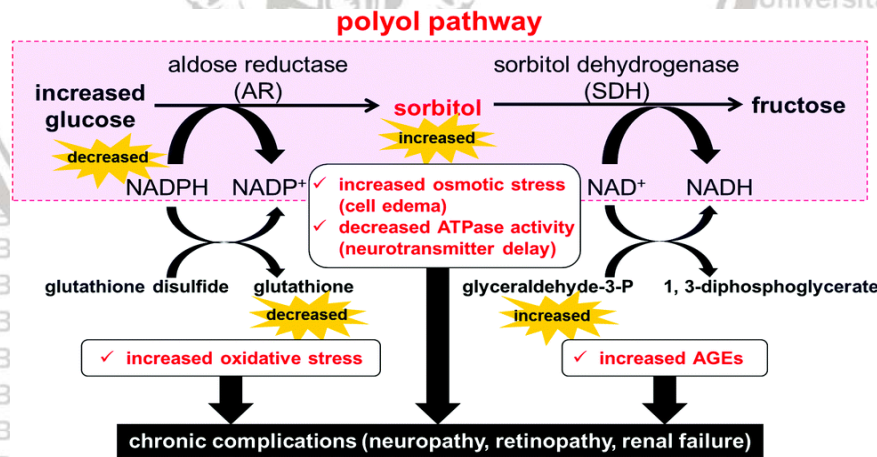 Universita
polyol pathway
aldose reductase
(AR)
sorbitol dehydrogenase
(SDH)
increased
glucose
sorbitol
fructose
decreased
increased
NADPH
NADP+
NAD+
NADH
✓ increased osmotic stress
(cell edema)
✓ decreased ATPase activity
(neurotransmitter delay)
glutathione disulfide
glutathione
glyceraldehyde-3-P
1, 3-diphosphoglycerate
decreased
increased
✓ increased oxidative stress
✓ increased AGEs
chronic complications (neuropathy, retinopathy, renal failure)